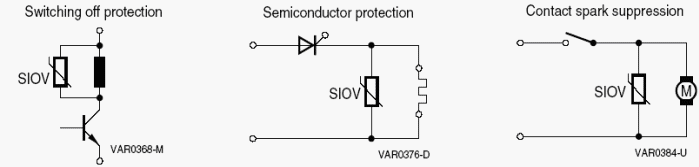 Switching off protection
SIOV
VAR0368-M
Semiconductor protection
SIOV
VAR0376-D
Contact spark suppression
SIOV
M
VAR0384-U